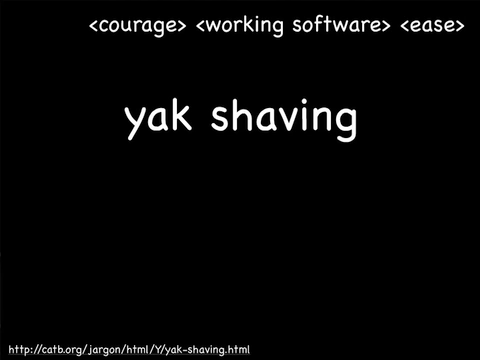 <courage> <working software> <ease>
yak shaving
http://catb.org/jargon/html/Y/yak-shaving.html